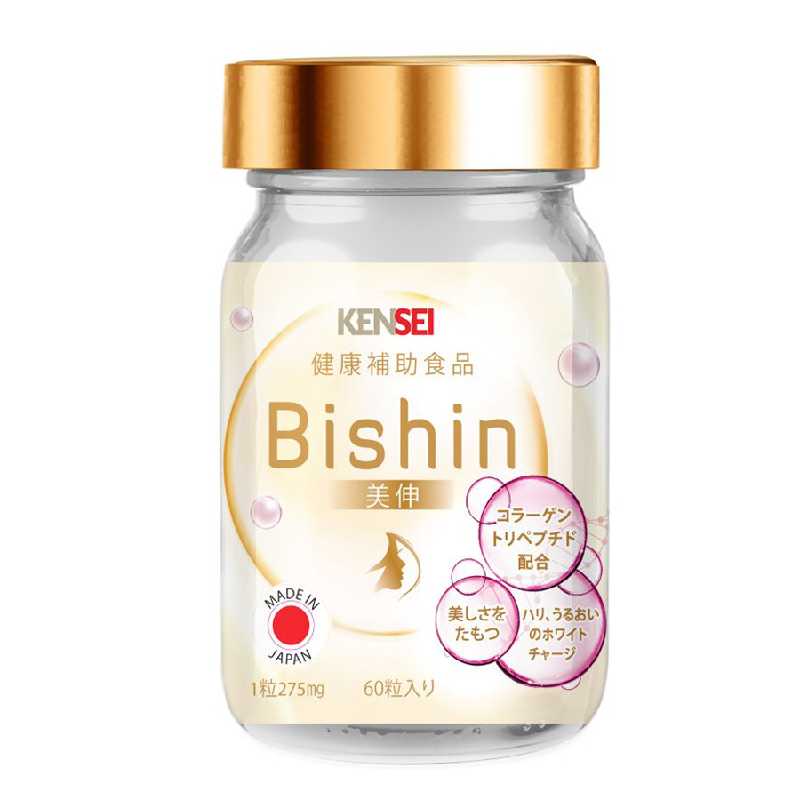 KENSEI
健康補助食品
Bishin
美伸
コラーゲン
トリペプチド
配合
美しさを
たもつ
ハリ、うるおい
のホワイト
チャージ
MADE IN
JAPAN
1粒275mg 60粒入り